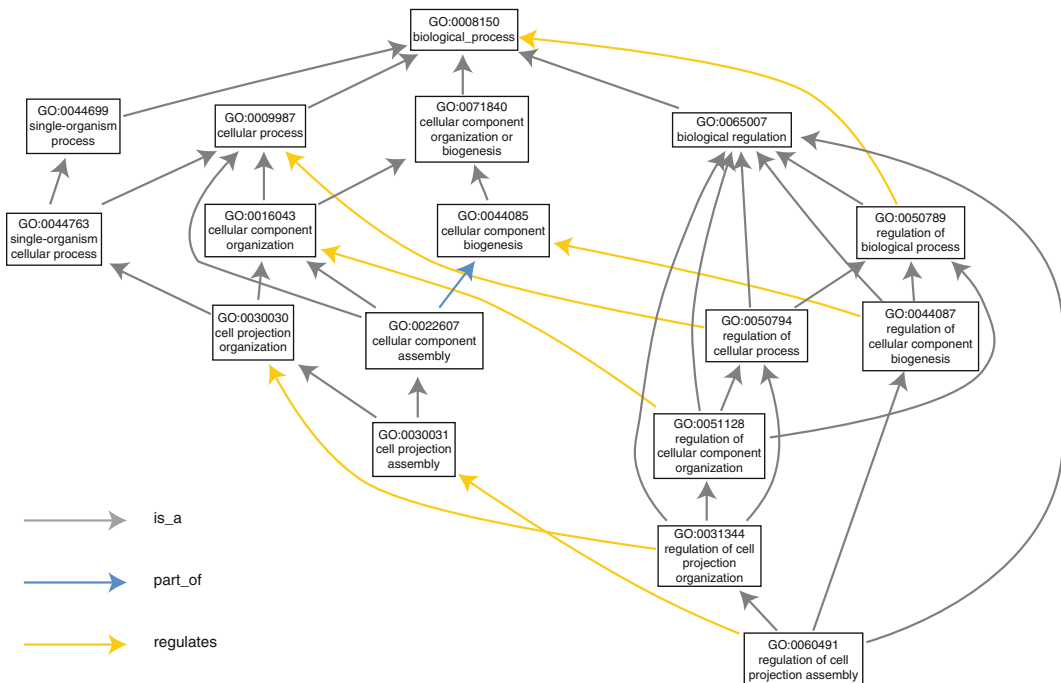 GO:0008150
biological_process
GO:0044699
single-organism
process
GO:0009987
cellular process
GO:0071840
cellular component
organization or
biogenesis
GO:0065007
biological regulation
GO:0044763
single-organism
cellular process
GO:0016043
cellular component
organization
GO:0044085
cellular component
biogenesis
GO:0050789
regulation of
biological process
GO:0030030
cell projection
organization
GO:0022607
cellular component
assembly
GO:0050794
regulation of
cellular process
GO:0044087
regulation of
cellular component
biogenesis
GO:0030031
cell projection
assembly
GO:0051128
regulation of
cellular component
organization
GO:0031344
regulation of cell
projection
organization
GO:0060491
regulation of cell
projection assembly
is_a
part_of
regulates